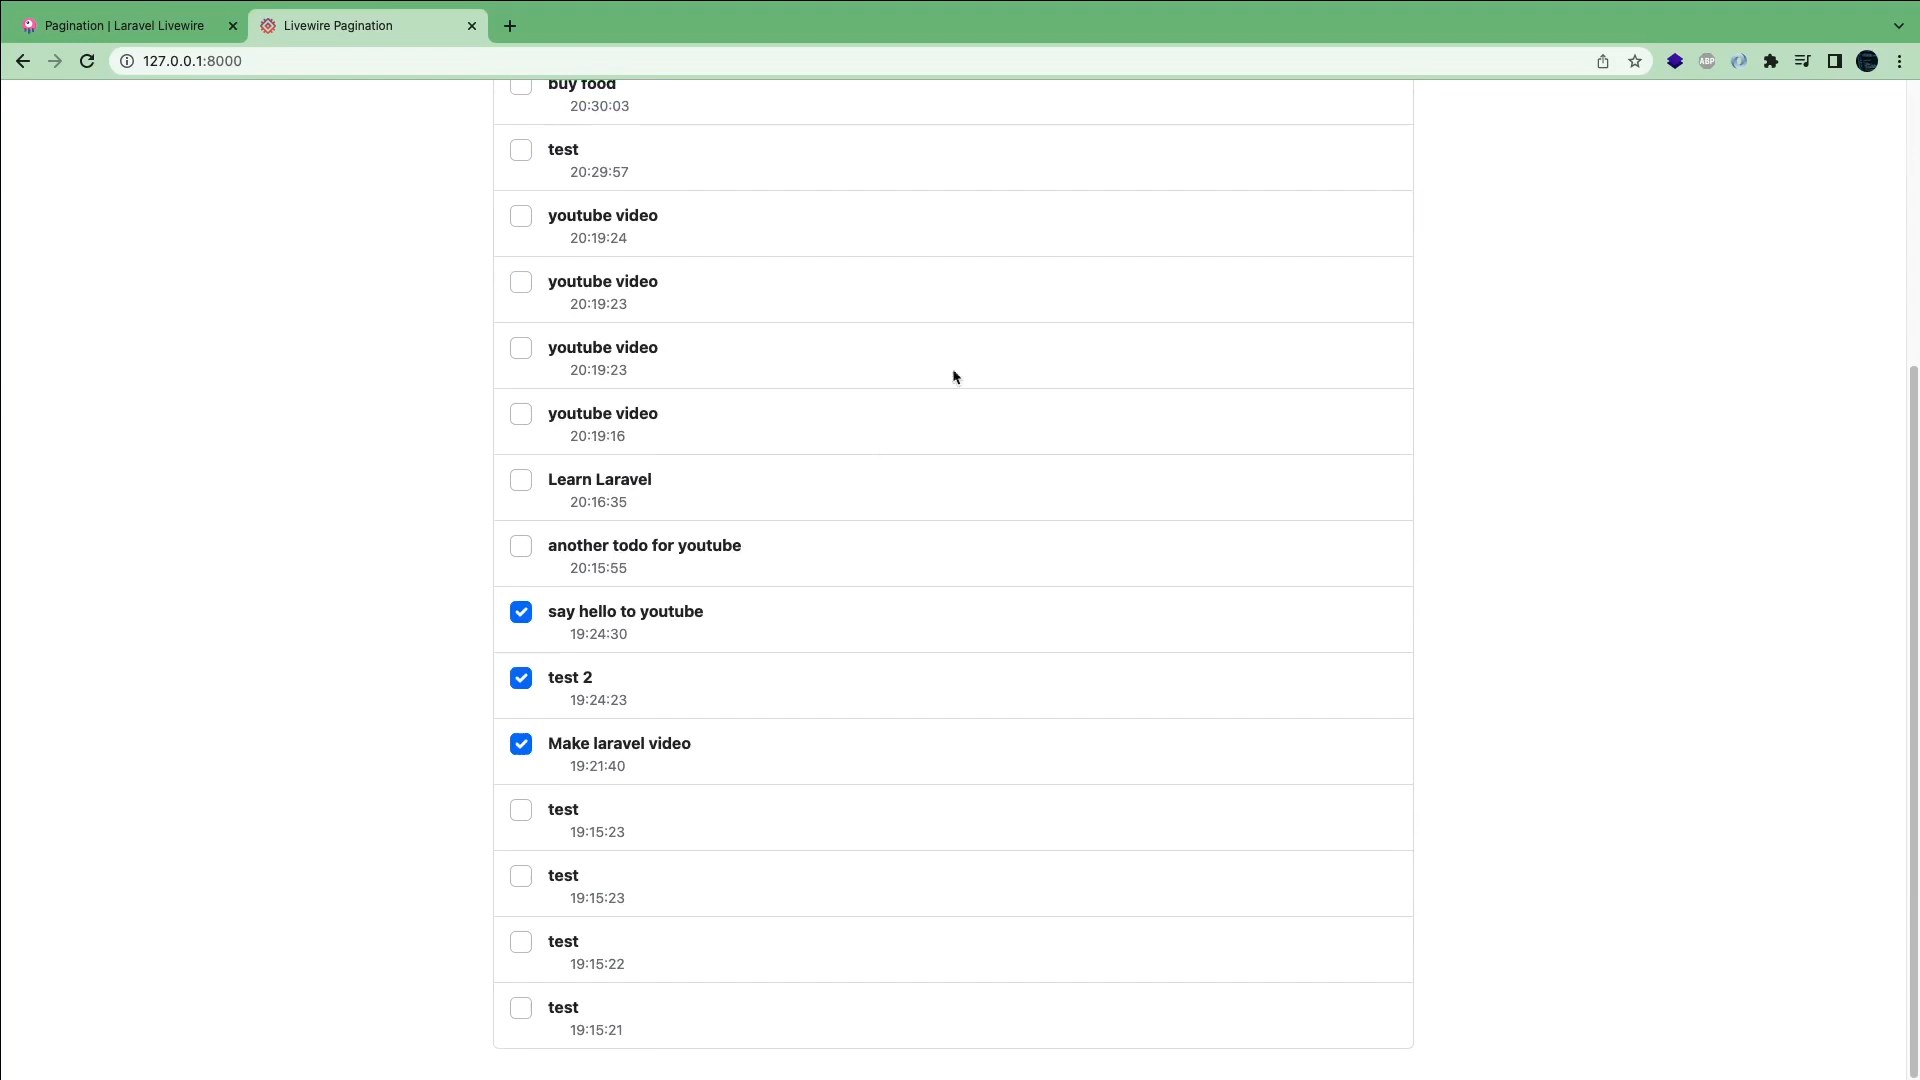 Pagination | Laravel Livewire
Livewire Pagination
127.0.0.1:8000
ABP
buy food
20:30:03
test
20:29:57
youtube video
20:19:24
youtube video
20:19:23
youtube video
20:19:23
youtube video
20:19:16
Learn Laravel
20:16:35
another todo for youtube
20:15:55
say hello to youtube
19:24:30
test 2
19:24:23
Make laravel video
19:21:40
test
19:15:23
test
19:15:23
test
19:15:22
test
19:15:21